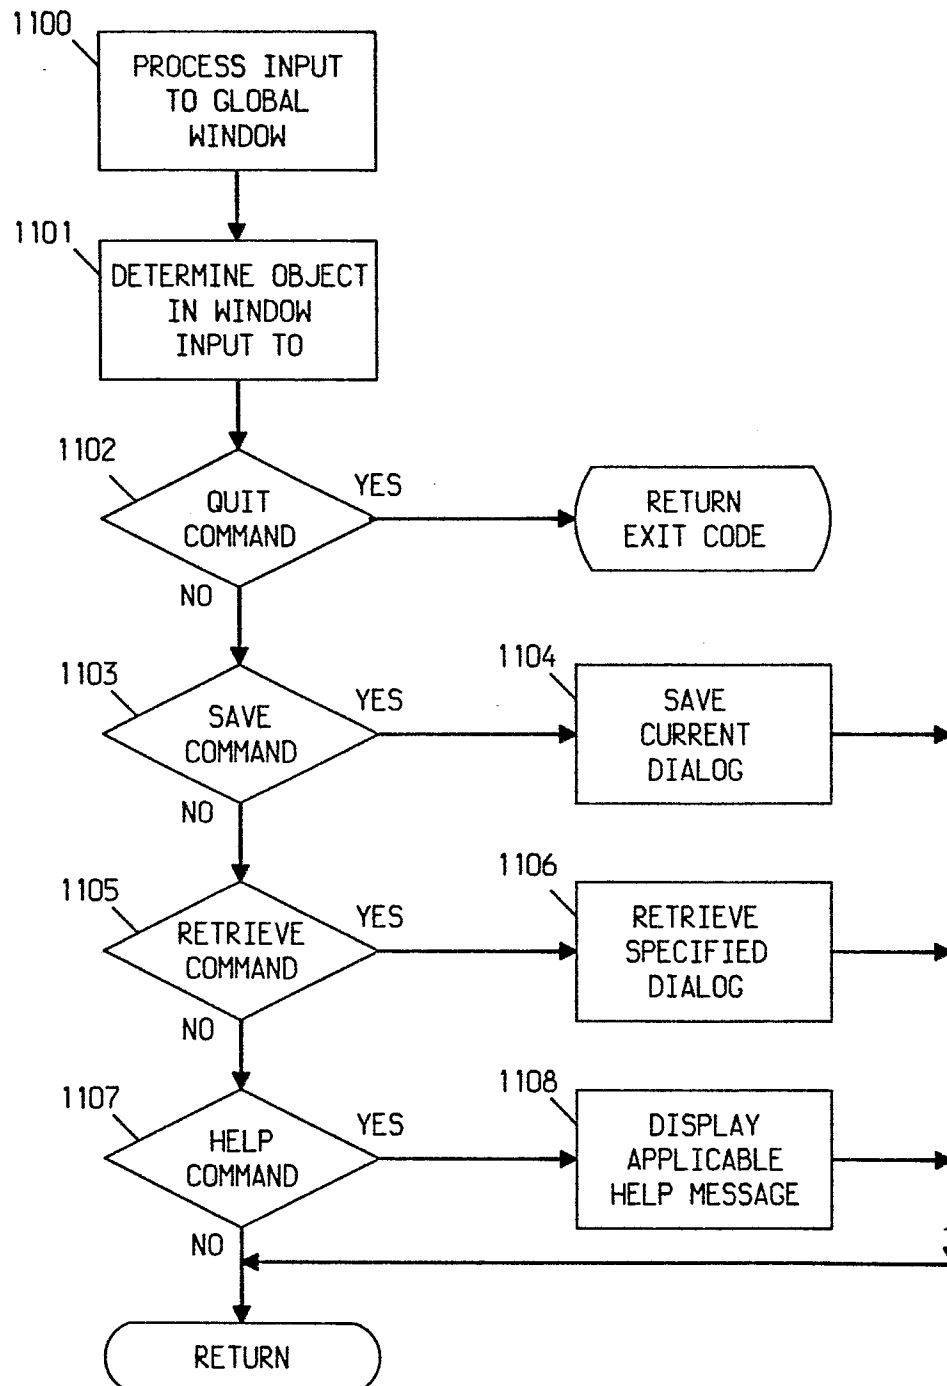 1100
PROCESS INPUT
TO GLOBAL
WINDOW
1101
DETERMINE OBJECT
IN WINDOW
INPUT TO
1102
QUIT
COMMAND
YES
RETURN
EXIT CODE
NO
1103
SAVE
COMMAND
YES
1104
SAVE
CURRENT
DIALOG
NO
1105
RETRIEVE
COMMAND
YES
1106
RETRIEVE
SPECIFIED
DIALOG
NO
1107
HELP
COMMAND
YES
1108
DISPLAY
APPLICABLE
HELP MESSAGE
NO
RETURN